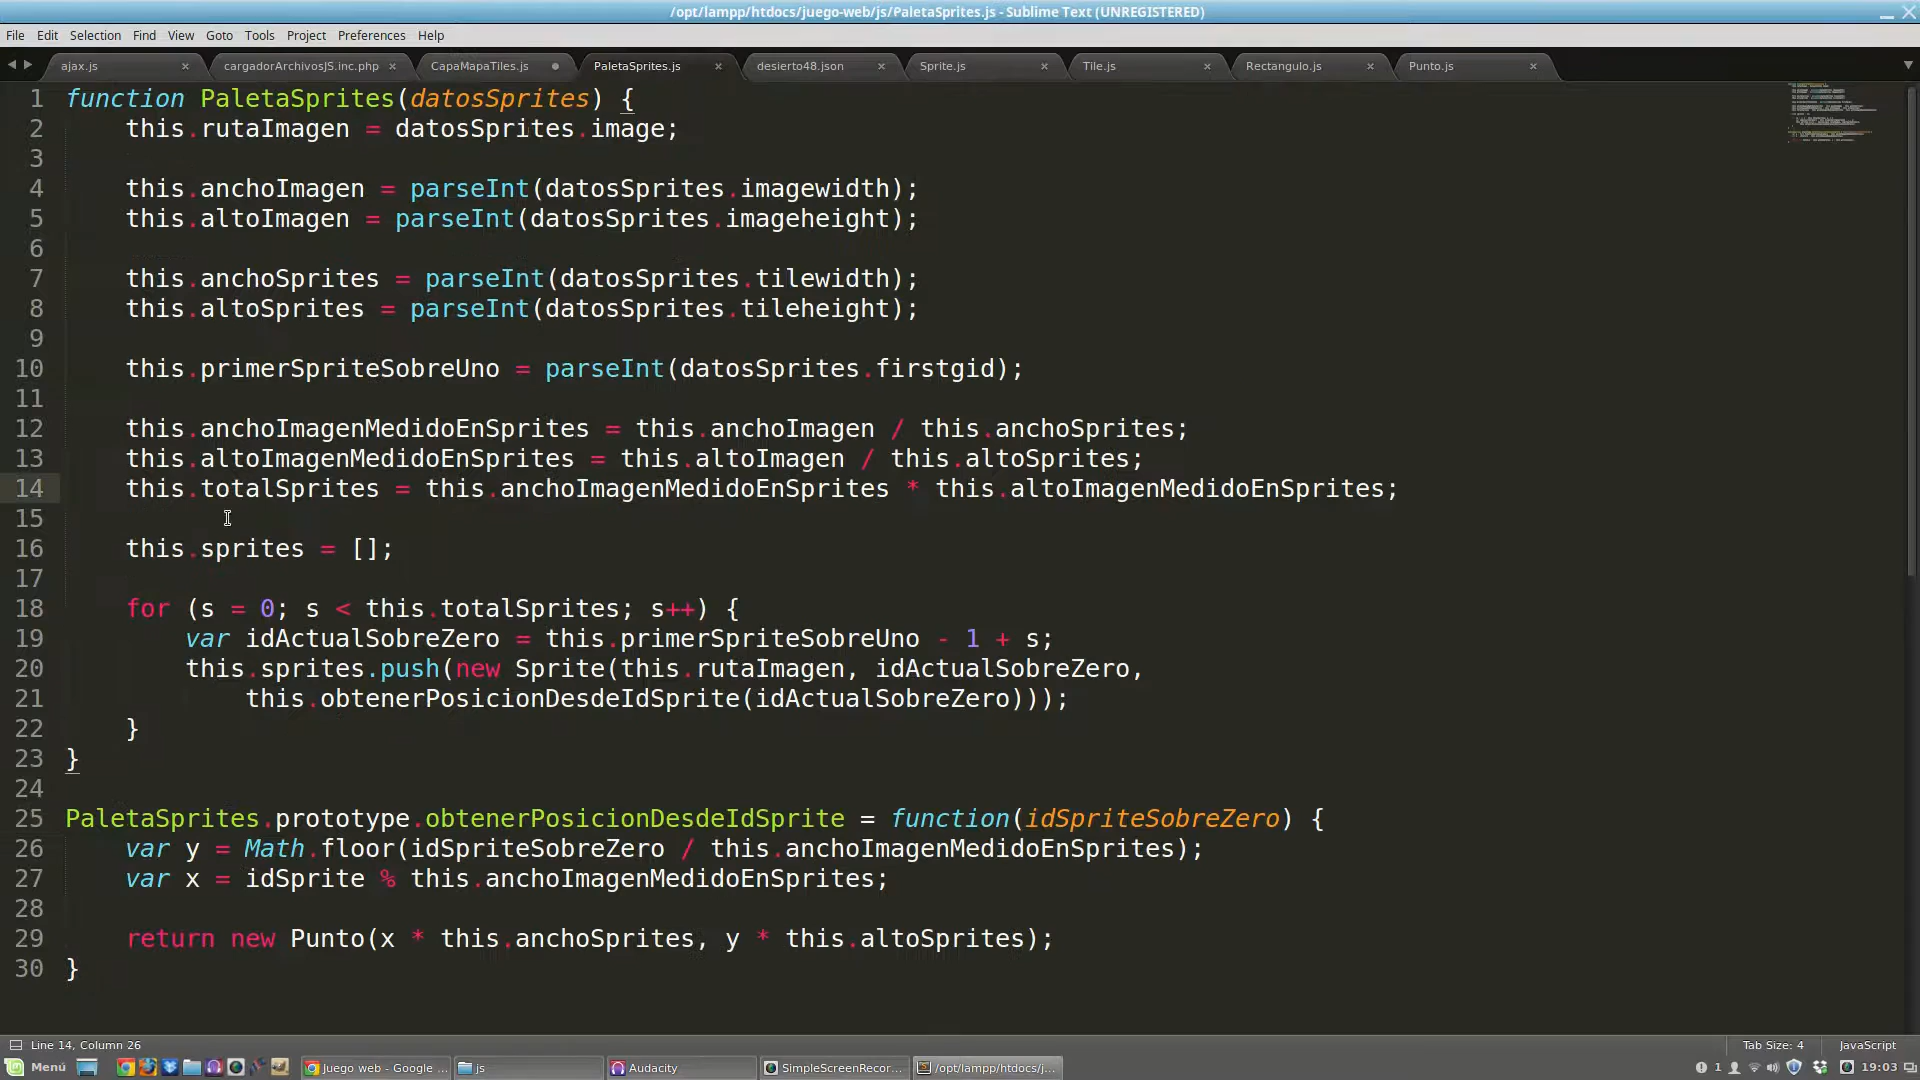 /opt/lampp/htdocs/juego-web/js/PaletaSprites.js - Sublime Text (UNREGISTERED)
File Edit Selection Find View Goto Tools Project Preferences Help
ajax.js cargadorArchivosJS.inc.php CapaMapaTiles.js PaletaSprites.js desierto48.json Sprite.js Tile.js Rectangulo.js Punto.js
1 function PaletaSprites(datosSprites) {
2 this.rutaImagen = datosSprites.image;
3
4 this.anchoImagen = parseInt(datosSprites.imagewidth);
5 this.altoImagen = parseInt(datosSprites.imageheight);
6
7 this.anchoSprites = parseInt(datosSprites.tilewidth);
8 this.altoSprites = parseInt(datosSprites.tileheight);
9
10 this.primerSpriteSobreUno = parseInt(datosSprites.firstgid);
11
12 this.anchoImagenMedidoEnSprites = this.anchoImagen / this.anchoSprites;
13 this.altoImagenMedidoEnSprites = this.altoImagen / this.altoSprites;
14 this.totalSprites = this.anchoImagenMedidoEnSprites * this.altoImagenMedidoEnSprites;
15
16 this.sprites = [];
17
18 for (s = 0; s < this.totalSprites; s++) {
19 var idActualSobreZero = this.primerSpriteSobreUno - 1 + s;
20 this.sprites.push(new Sprite(this.rutaImagen, idActualSobreZero,
21 this.obtenerPosicionDesdeIdSprite(idActualSobreZero)));
22 }
23 }
24
25 PaletaSprites.prototype.obtenerPosicionDesdeIdSprite = function(idSpriteSobreZero) {
26 var y = Math.floor(idSpriteSobreZero / this.anchoImagenMedidoEnSprites);
27 var x = idSprite % this.anchoImagenMedidoEnSprites;
28
29 return new Punto(x * this.anchoSprites, y * this.altoSprites);
30 }
Line 14, Column 26 Tab Size: 4 JavaScript
Menú Juego web - Google ... js Audacity SimpleScreenRecor... /opt/lampp/htdocs/j... 1 19:03